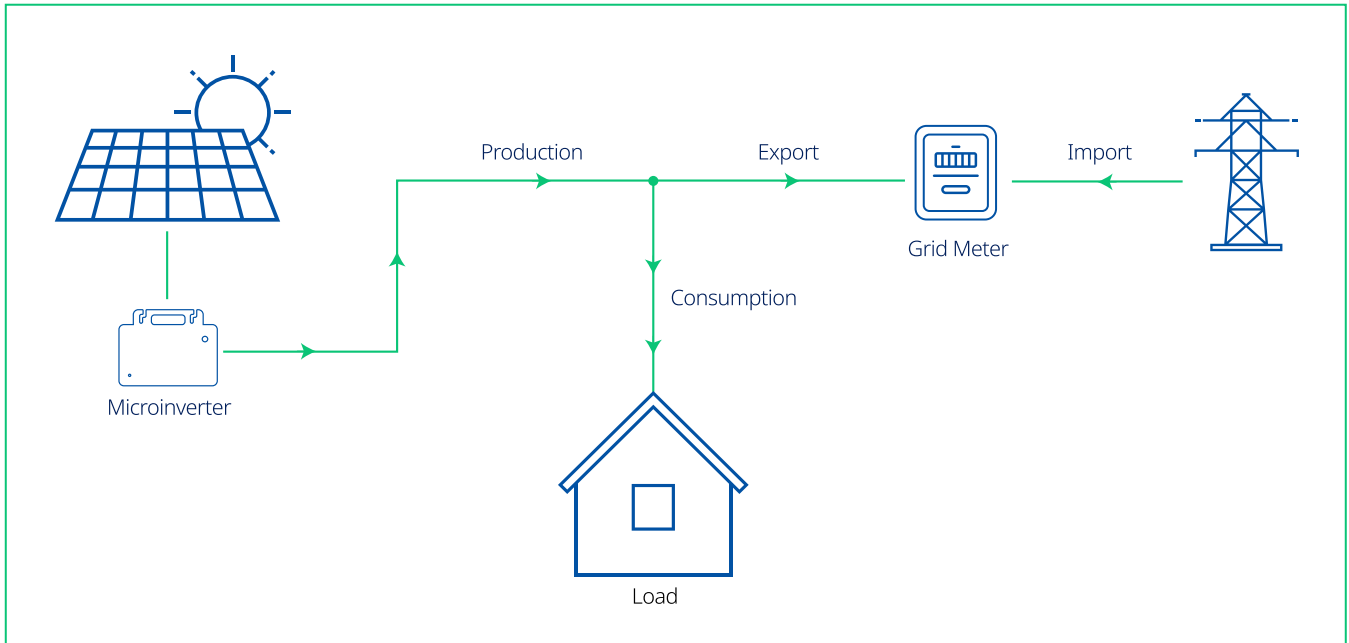 Production
Export
Import
Grid Meter
Consumption
Microinverter
Load